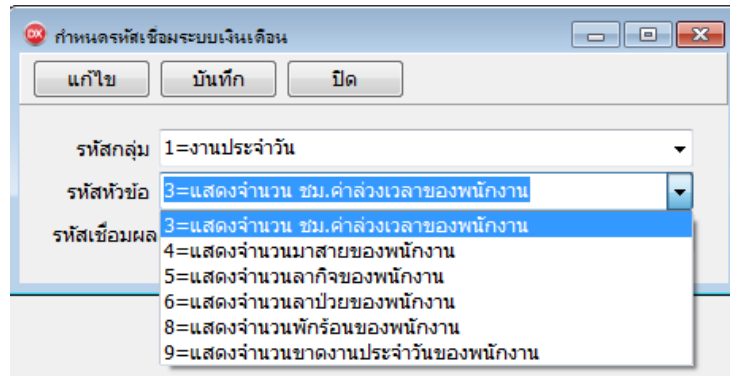 กำหนดรหัสเชื่อมระบบเงินเดือน
แก้ไข บันทึก ปิด
รหัสกลุ่ม 1=งานประจำวัน
รหัสหัวข้อ 3=แสดงจำนวน ชม.ค่าล่วงเวลาของพนักงาน
รหัสเชื่อมผล 3=แสดงจำนวน ชม.ค่าล่วงเวลาของพนักงาน
4=แสดงจำนวนมาสายของพนักงาน
5=แสดงจำนวนลากิจของพนักงาน
6=แสดงจำนวนลาป่วยของพนักงาน
8=แสดงจำนวนพักร้อนของพนักงาน
9=แสดงจำนวนขาดงานประจำวันของพนักงาน